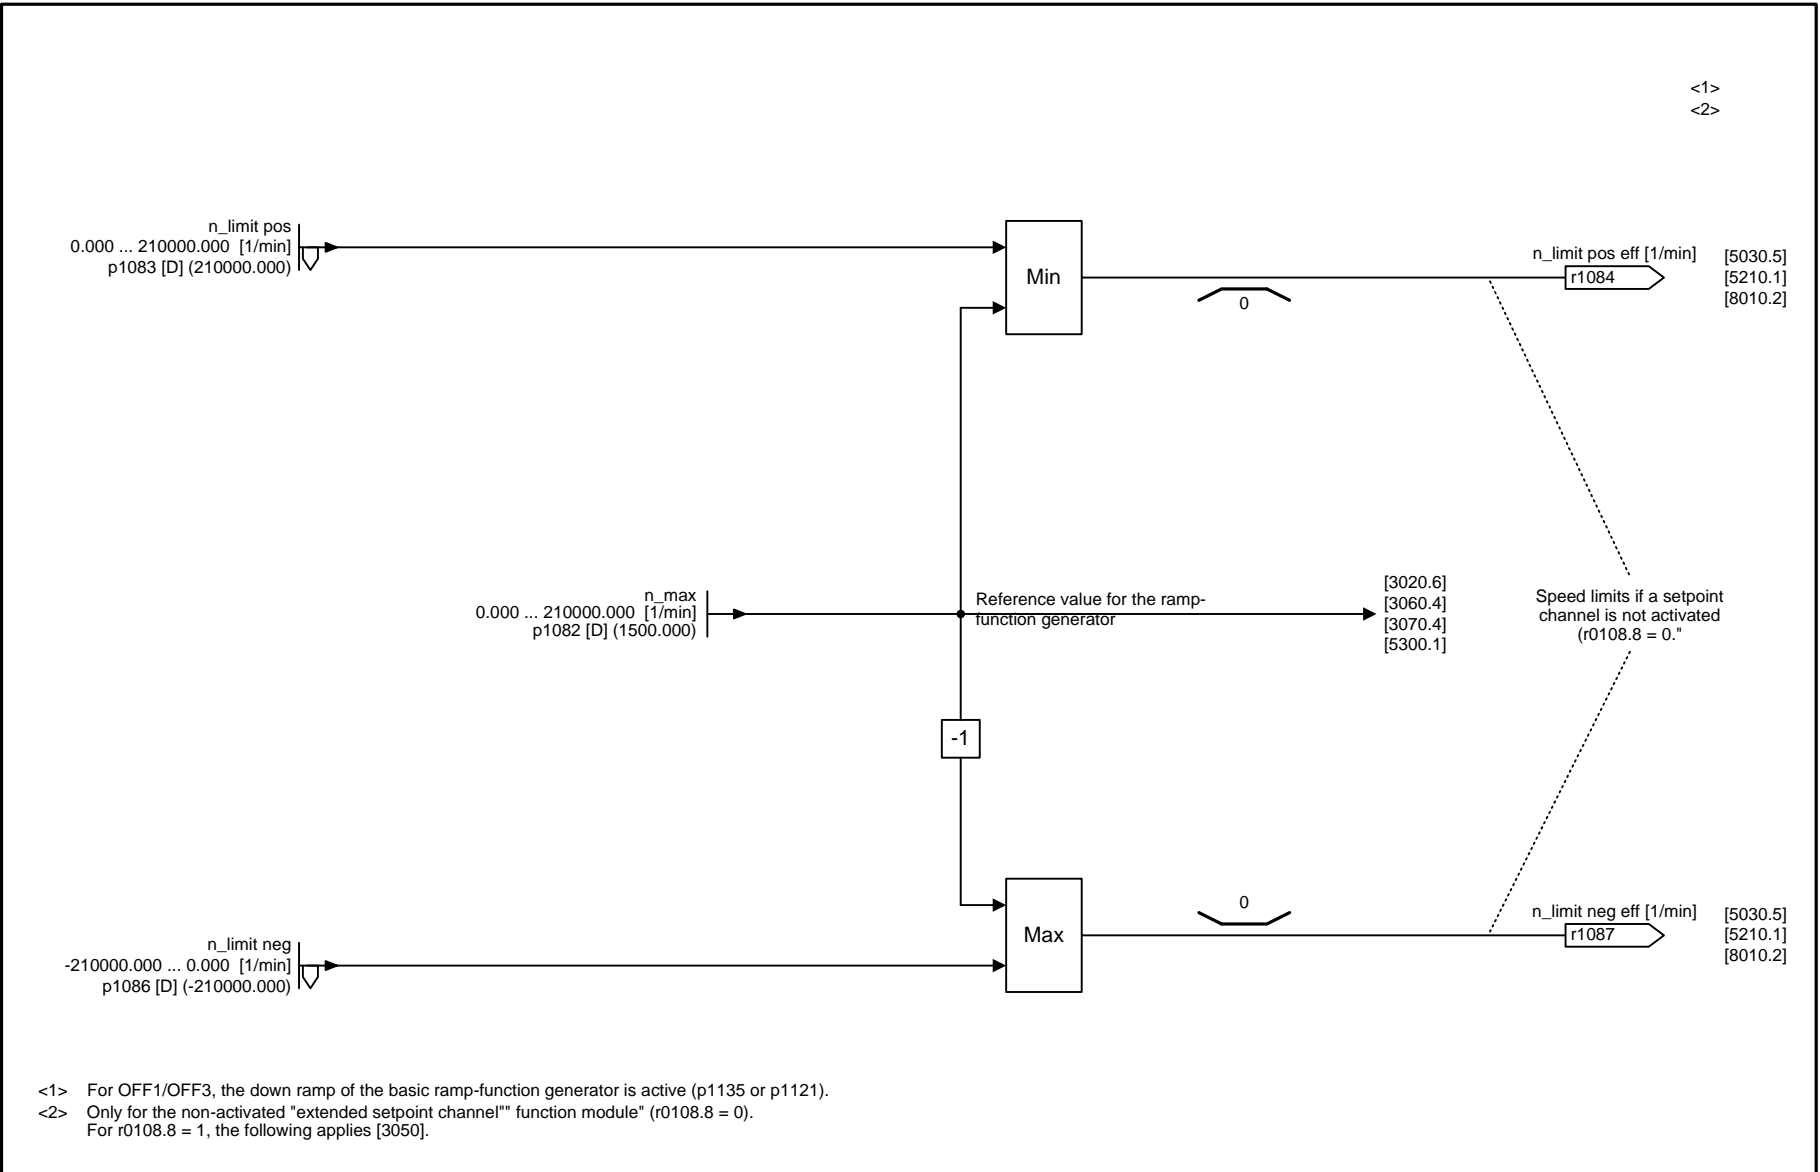 <1>
<2>
n_limit pos
0.000 ... 210000.000 [1/min]
p1083 [D] (210000.000)
Min
0
n_limit pos eff [1/min]
r1084
[5030.5]
[5210.1]
[8010.2]
n_max
0.000 ... 210000.000 [1/min]
p1082 [D] (1500.000)
Reference value for the ramp-
function generator
[3020.6]
[3060.4]
[3070.4]
[5300.1]
Speed limits if a setpoint
channel is not activated
(r0108.8 = 0."
-1
n_limit neg
-210000.000 ... 0.000 [1/min]
p1086 [D] (-210000.000)
Max
0
n_limit neg eff [1/min]
r1087
[5030.5]
[5210.1]
[8010.2]
<1> For OFF1/OFF3, the down ramp of the basic ramp-function generator is active (p1135 or p1121).
<2> Only for the non-activated "extended setpoint channel"" function module" (r0108.8 = 0).
For r0108.8 = 1, the following applies [3050].